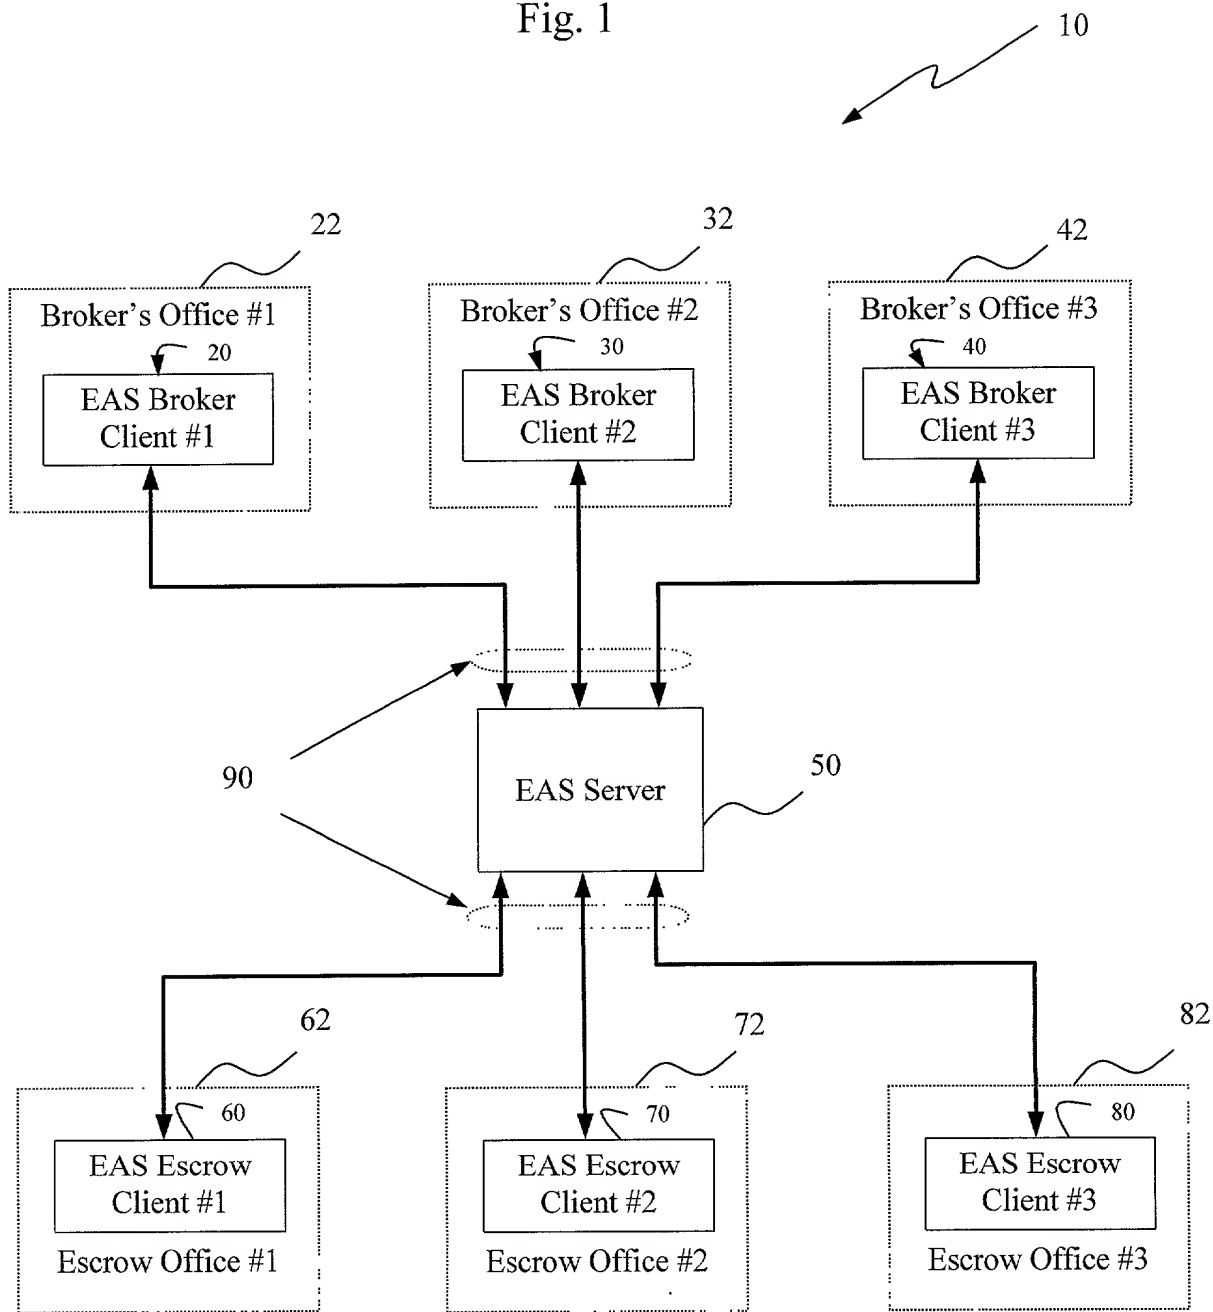 Fig. 1
10
22
32
42
Broker's Office #1
Broker's Office #2
Broker's Office #3
20
30
40
EAS Broker
Client #1
EAS Broker
Client #2
EAS Broker
Client #3
90
EAS Server
50
62
72
82
60
70
80
EAS Escrow
Client #1
EAS Escrow
Client #2
EAS Escrow
Client #3
Escrow Office #1
Escrow Office #2
Escrow Office #3